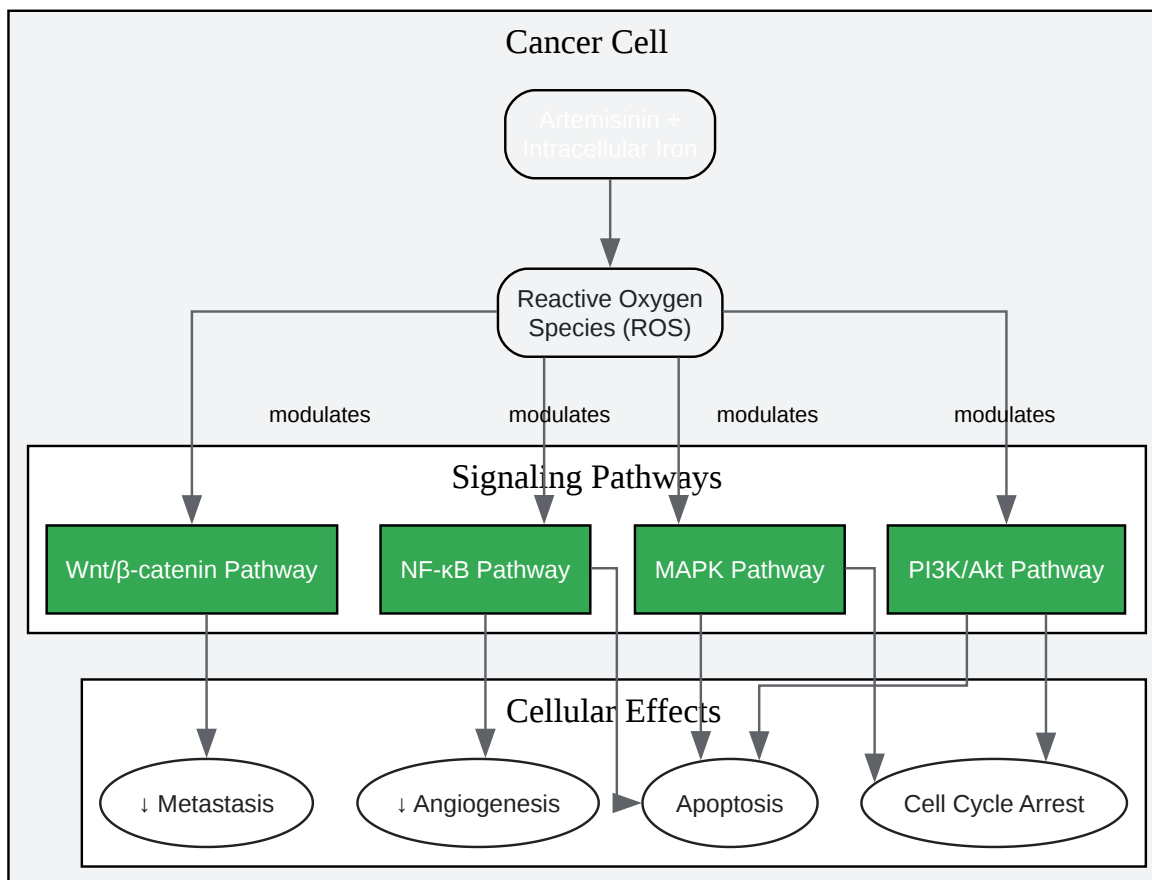 Cancer Cell
Artemisinin +
Intracellular Iron
Reactive Oxygen
Species (ROS)
modulates
modulates
modulates
modulates
Signaling Pathways
Wnt/β-catenin Pathway
NF-κB Pathway
MAPK Pathway
PI3K/Akt Pathway
Cellular Effects
↓ Metastasis
↓ Angiogenesis
Apoptosis
Cell Cycle Arrest